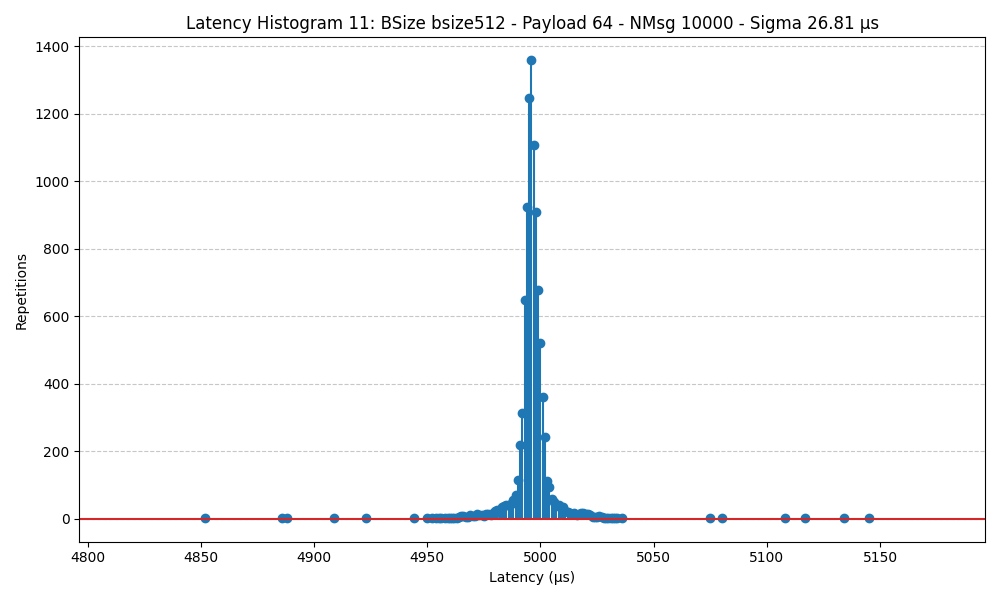 Latency Histogram 11: BSize bsize512 - Payload 64 - NMsg 10000 - Sigma 26.81 µs
1400
1200
1000
800
600
400
200
0
Repetitions
4800 4850 4900 4950 5000 5050 5100 5150
Latency (µs)